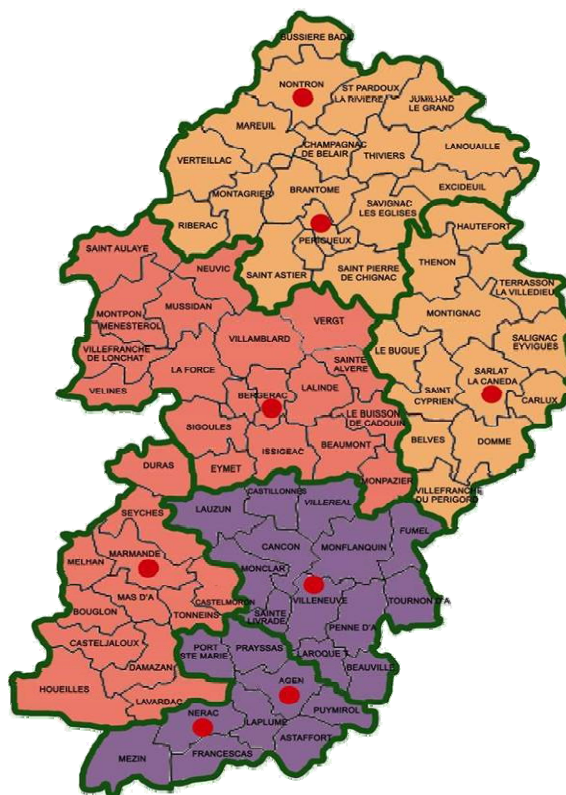 BUSSIERE BADIL
NONTRON
ST PARDOUX
LA RIVIERE
JUMILHAC
LE GRAND
MAREUIL
CHAMPAGNAC
DE BELAIR
THIVIERS
LANOUAILLE
VERTEILLAC
MONTAGRIER
BRANTOME
EXCIDEUIL
SAVIGNAC
LES EGLISES
RIBERAC
PERIGUEUX
HAUTEFORT
SAINT AULAYE
NEUVIC
SAINT ASTIER
SAINT PIERRE
DE CHIGNAC
THENON
TERRASSON
LA VILLEDIEU
MONTPON
MENESTEROL
MUSSIDAN
VERGT
MONTIGNAC
VILLAMBLARD
SALIGNAC
EYVIGUES
VILLEFRANCHE
DE LONCHAT
LA FORCE
SAINTE
ALVERE
LE BUGUE
SARLAT
LA CANEDA
VELINES
BERGERAC
LALINDE
SAINT
CYPRIEN
CARLUX
SIGOULES
LE BUISSON
DE CADOUIN
BELVES
DOMME
EYMET
ISSIGEAC
BEAUMONT
MONPAZIER
VILLEFRANCHE
DU PERIGORD
DURAS
CASTILLONNES
VILLEREAL
SEYCHES
LAUZUN
FUMEL
MARMANDE
CANCON
MONFLANQUIN
MELHAN
MONCLAR
MAS D'A
CASTELMORON
VILLENEUVE
TOURNON D'A
BOUGLON
TONNEINS
SAINTE
LIVRADE
PENNE D'A
CASTELJALOUX
PORT
STE MARIE
PRAYSSAS
LAROQUE T
BEAUVILLE
DAMAZAN
HOUEILLES
LAVARDAC
AGEN
PUYMIROL
NERAC
LAPLUME
ASTAFFORT
MEZIN
FRANCESCAS